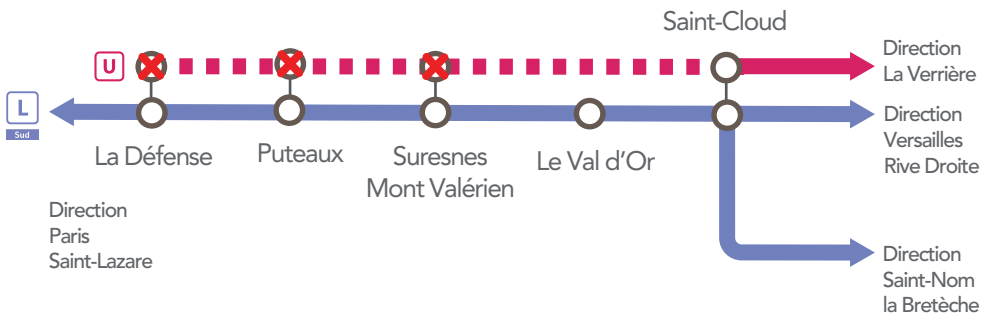 Saint-Cloud
U
Direction
La Verrière
L
Sud
Direction
Versailles
Rive Droite
La Défense
Puteaux
Suresnes
Mont Valérien
Le Val d'Or
Direction
Paris
Saint-Lazare
Direction
Saint-Nom
la Bretèche